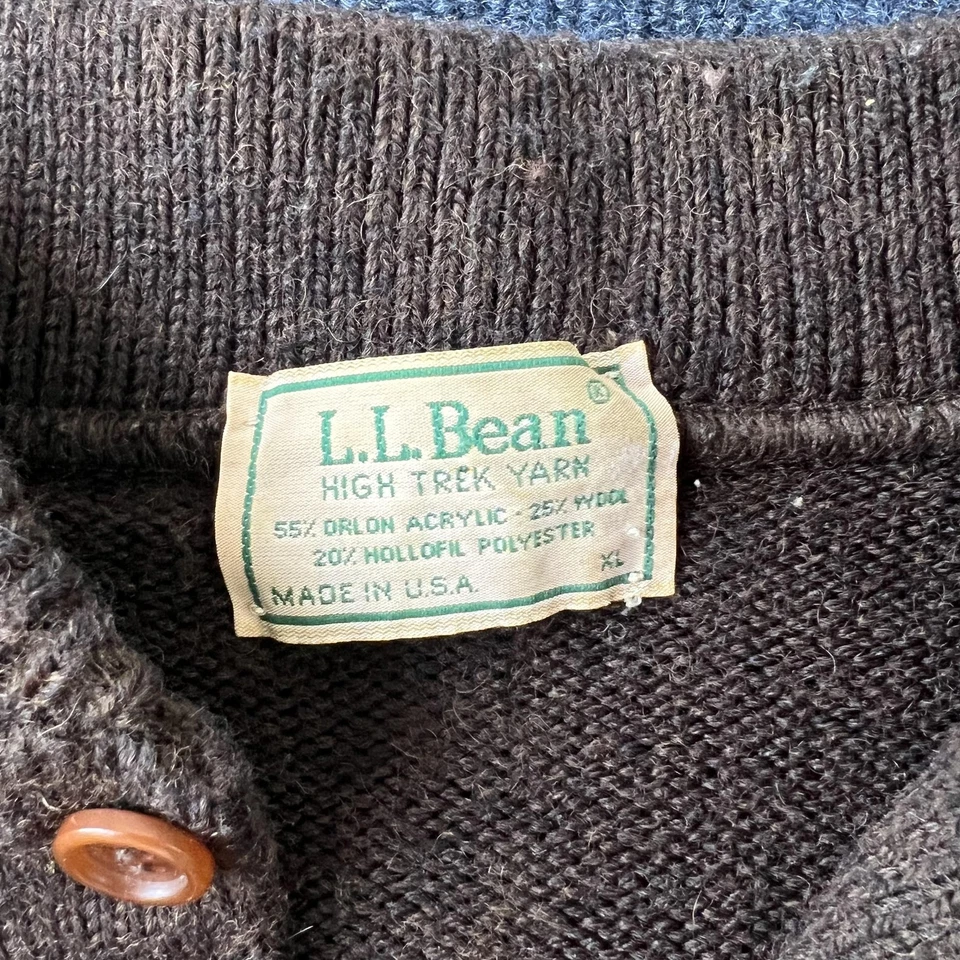 L.L.Bean®
HIGH TREK YARN
55% ORLON ACRYLIC · 25% WOOL
20% HOLLOFIL POLYESTER
XL
MADE IN U.S.A.